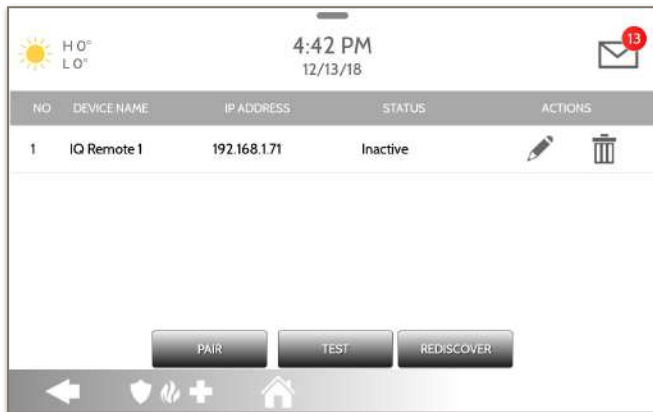 H 0°
L 0°
4:42 PM
12/13/18
13
NO DEVICE NAME IP ADDRESS STATUS ACTIONS
1 IQ Remote 1 192.168.1.71 Inactive
PAIR TEST REDISCOVER